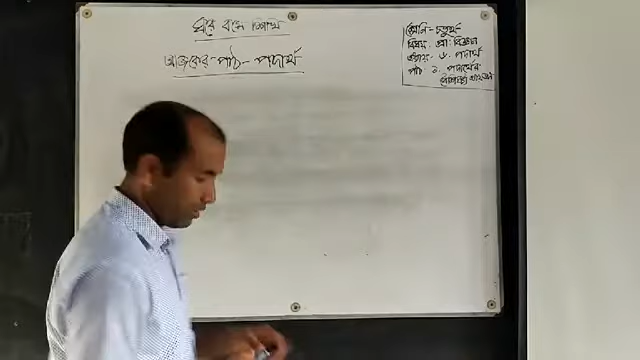 ঘরে বসে শিখি
আজকের পাঠ - পদার্থ
শ্রেণি - চতুর্থ
বিষয়: প্রা: বিজ্ঞান
অধ্যায়: ৬. পদার্থ
পাঠ ১. পদার্থের